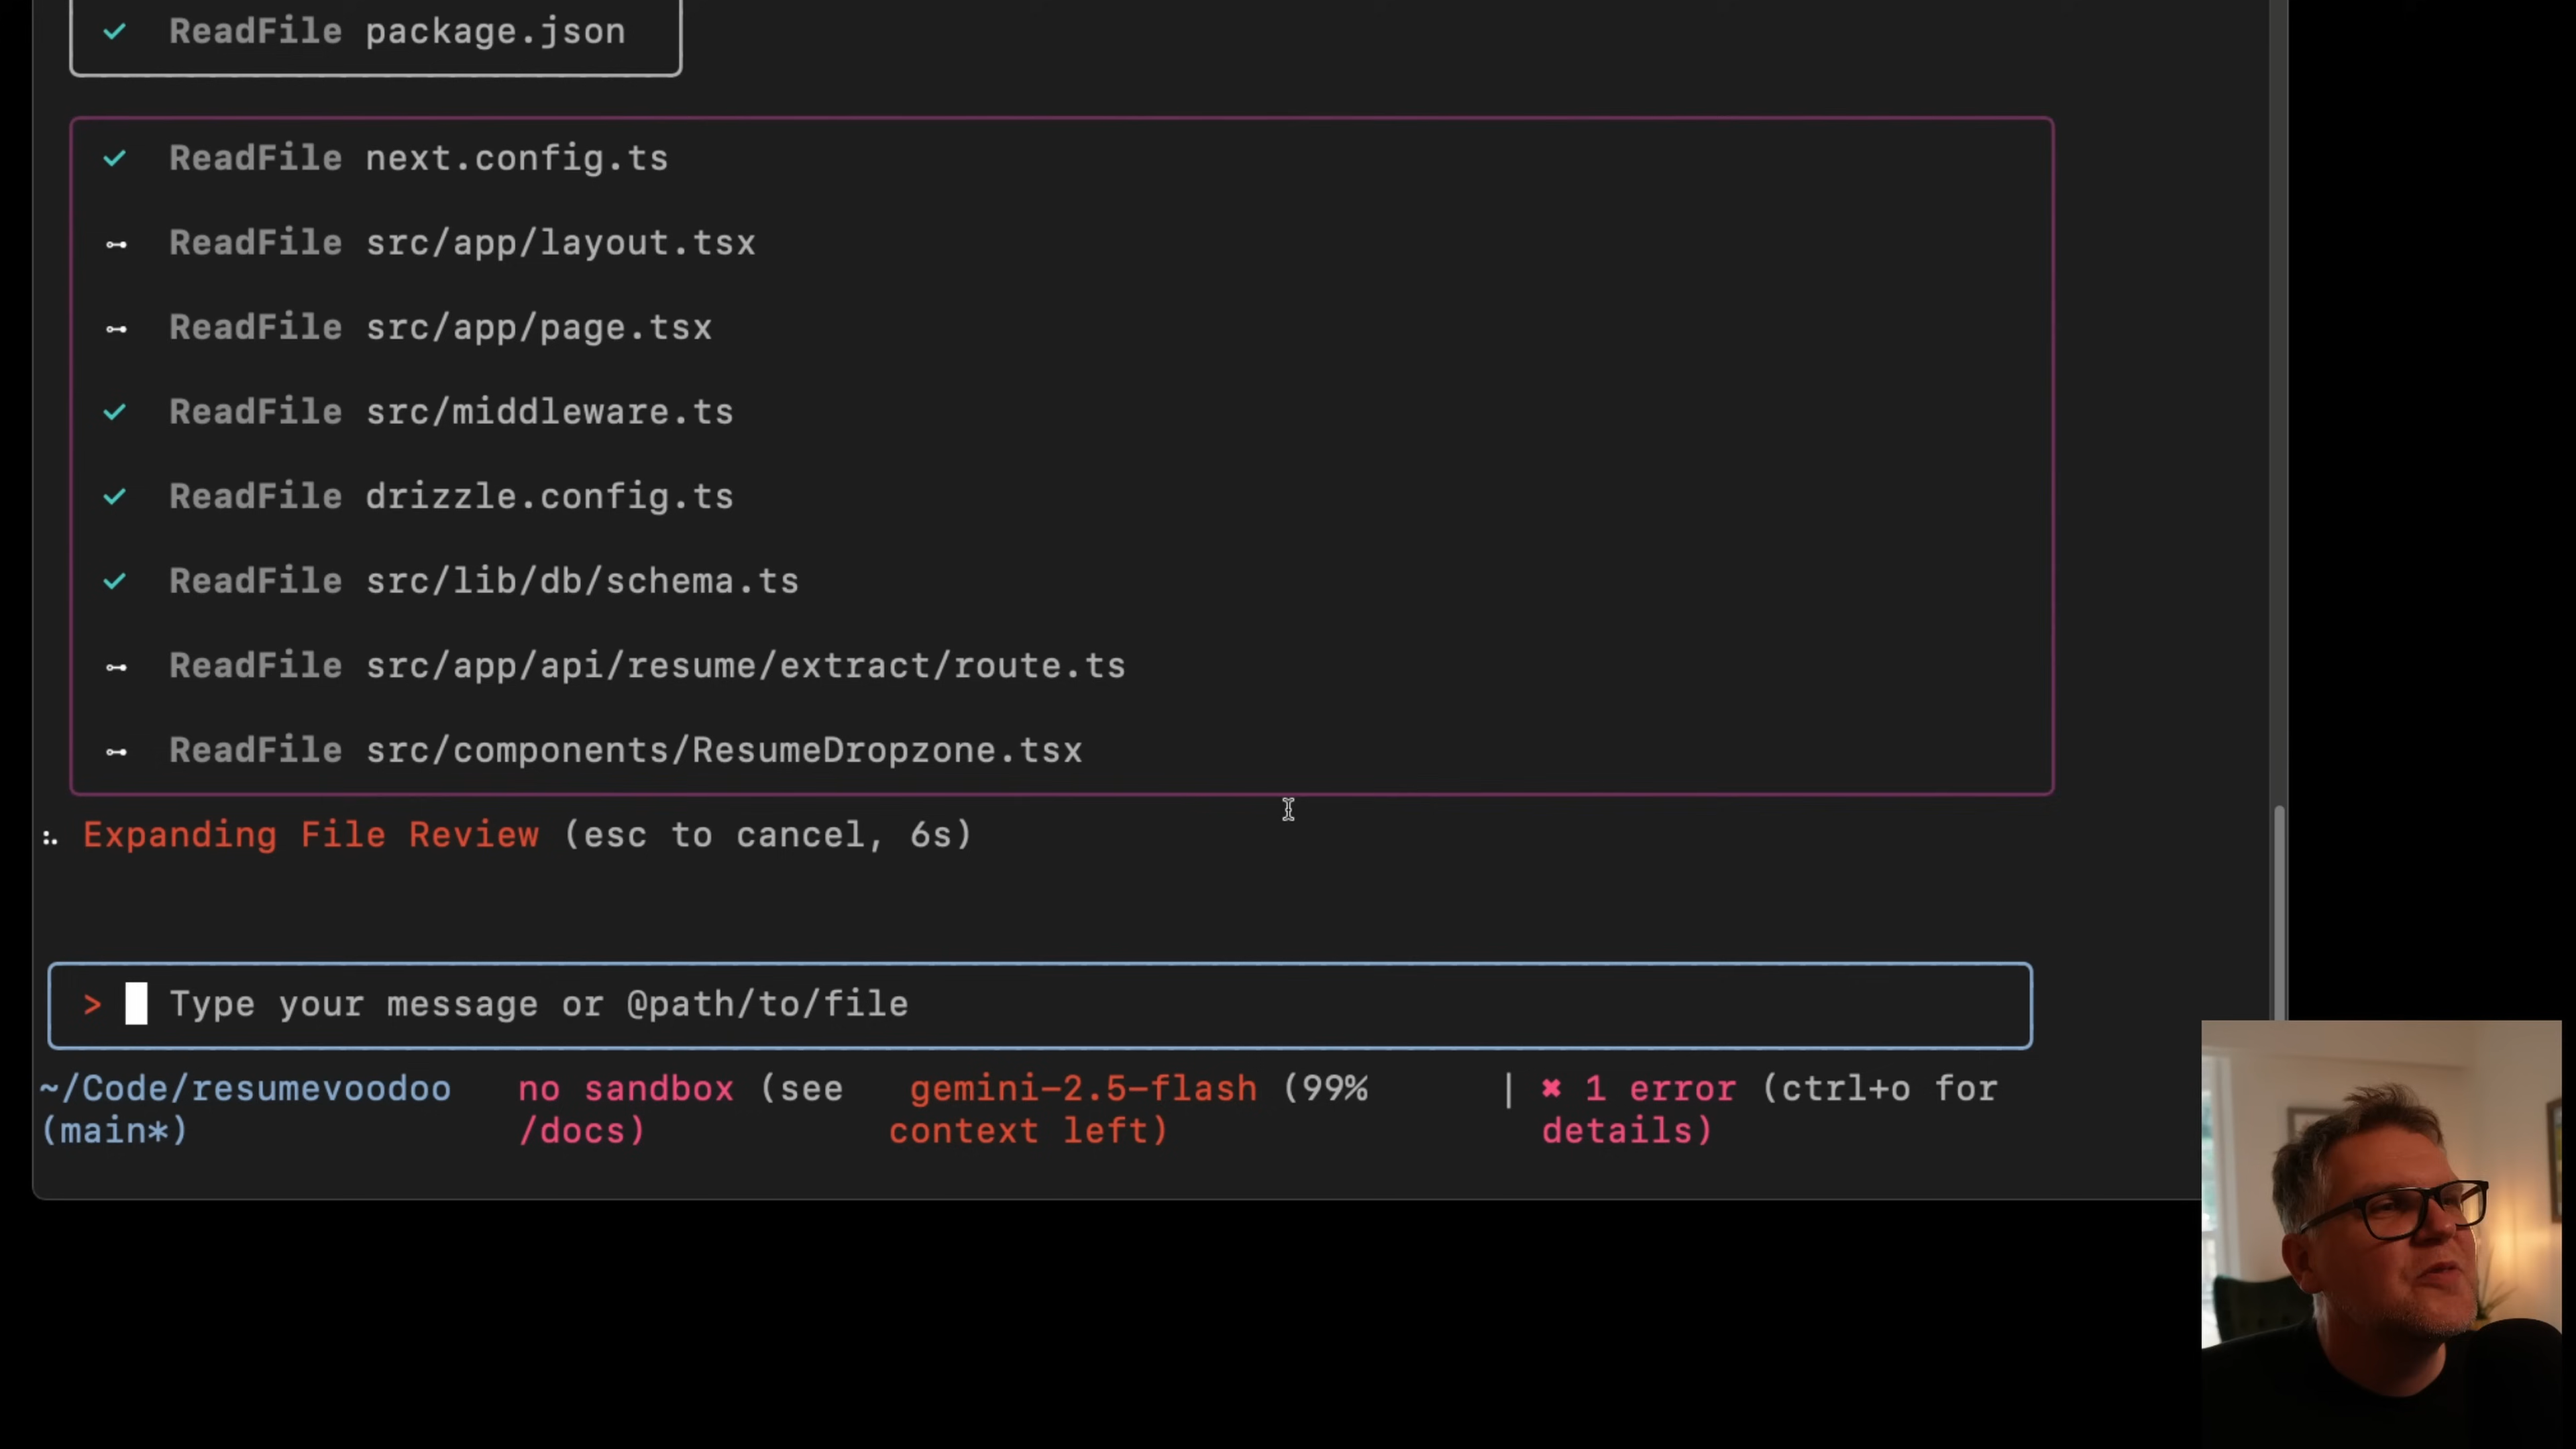 ✓ ReadFile package.json
✓ ReadFile next.config.ts
⊶ ReadFile src/app/layout.tsx
⊶ ReadFile src/app/page.tsx
✓ ReadFile src/middleware.ts
✓ ReadFile drizzle.config.ts
✓ ReadFile src/lib/db/schema.ts
⊶ ReadFile src/app/api/resume/extract/route.ts
⊶ ReadFile src/components/ResumeDropzone.tsx
Expanding File Review (esc to cancel, 6s)
> Type your message or @path/to/file
~/Code/resumevoodoo no sandbox (see gemini-2.5-flash (99% | ✖ 1 error (ctrl+o for
(main*) /docs) context left) details)